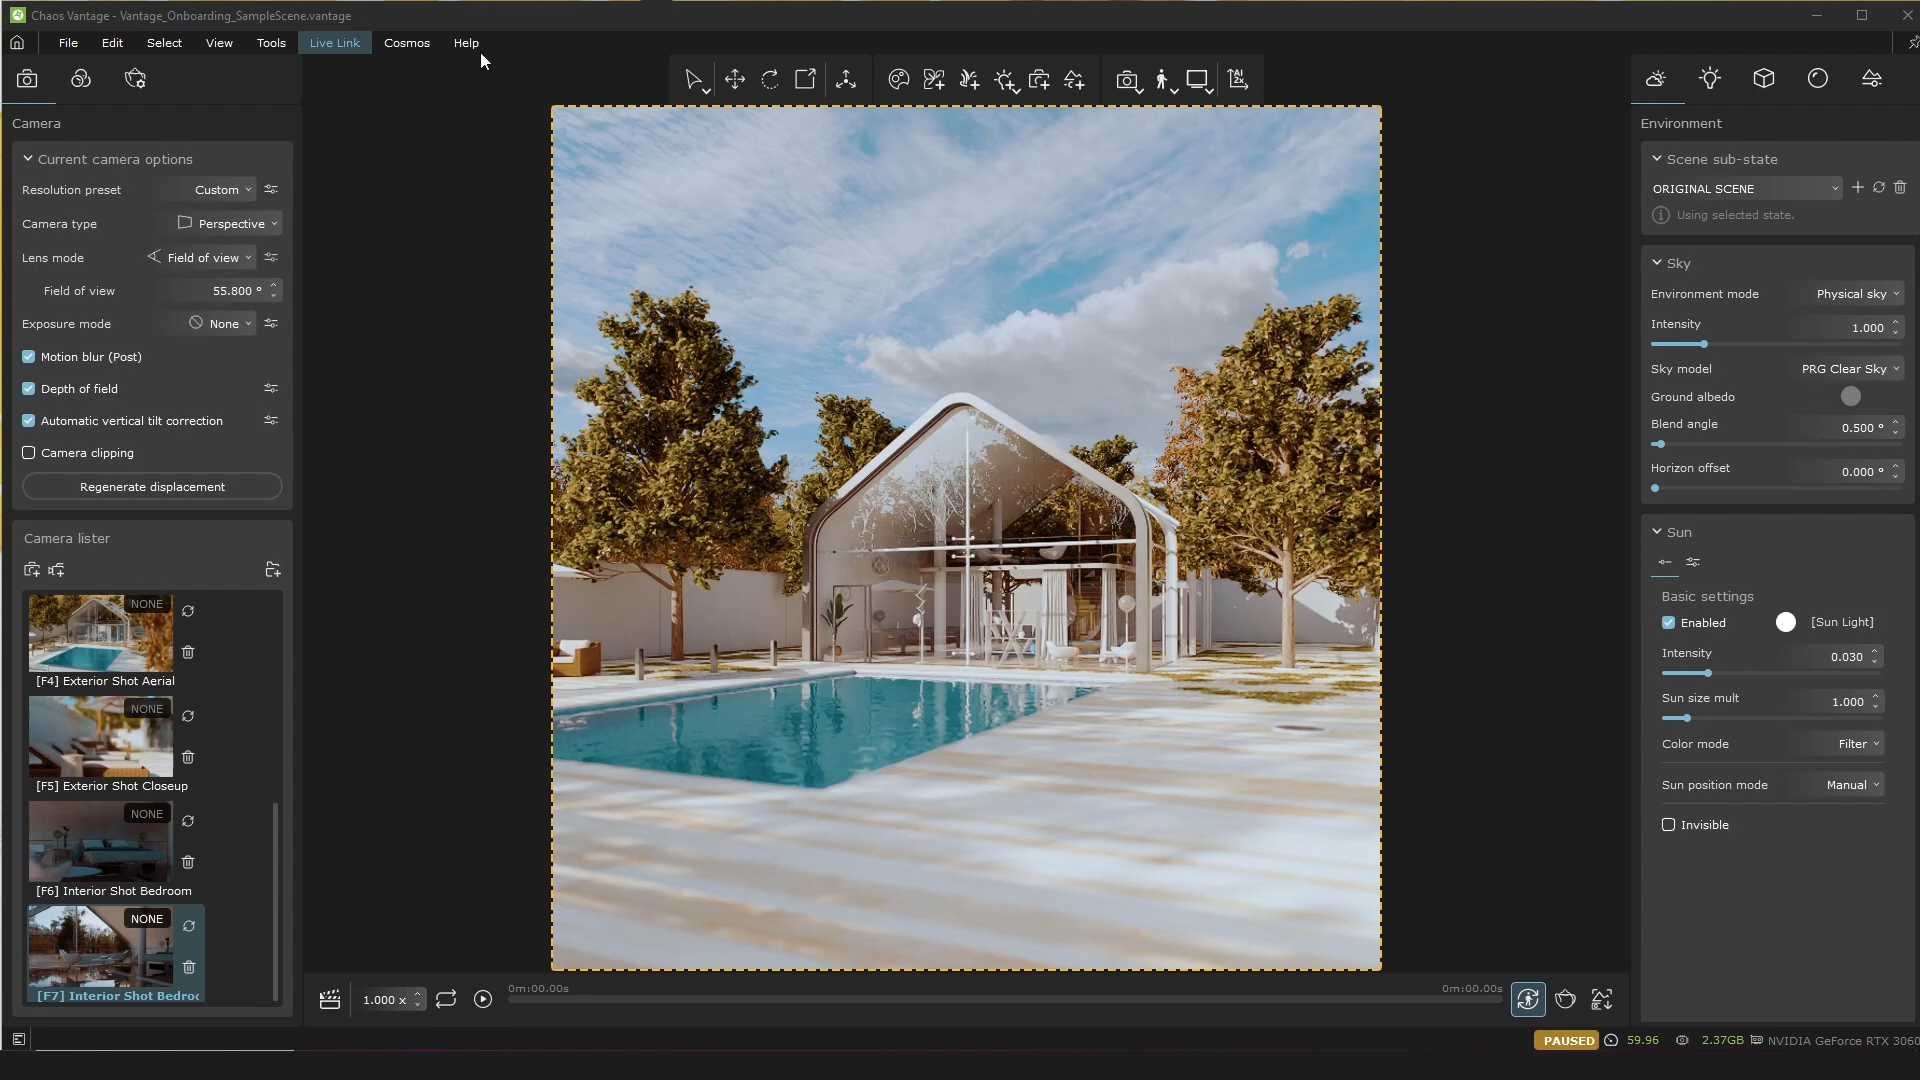 Chaos Vantage - Vantage_Onboarding_SampleScene.vantage
File Edit Select View Tools Live Link Cosmos Help
Camera
Current camera options
Resolution preset Custom
Camera type Perspective
Lens mode Field of view
Field of view 55.800 °
Exposure mode None
Motion blur (Post)
Depth of field
Automatic vertical tilt correction
Camera clipping
Regenerate displacement
Camera lister
NONE
[F4] Exterior Shot Aerial
NONE
[F5] Exterior Shot Closeup
NONE
[F6] Interior Shot Bedroom
NONE
[F7] Interior Shot Bedroo
AI
1.000 x
0m:00.00s
0m:00.00s
Environment
Scene sub-state
ORIGINAL SCENE
Using selected state.
Sky
Environment mode Physical sky
Intensity 1.000
Sky model PRG Clear Sky
Ground albedo
Blend angle 0.500 °
Horizon offset 0.000 °
Sun
Basic settings
Enabled [Sun Light]
Intensity 0.030
Sun size mult 1.000
Color mode Filter
Sun position mode Manual
Invisible
PAUSED 59.96 2.37GB NVIDIA GeForce RTX 3060